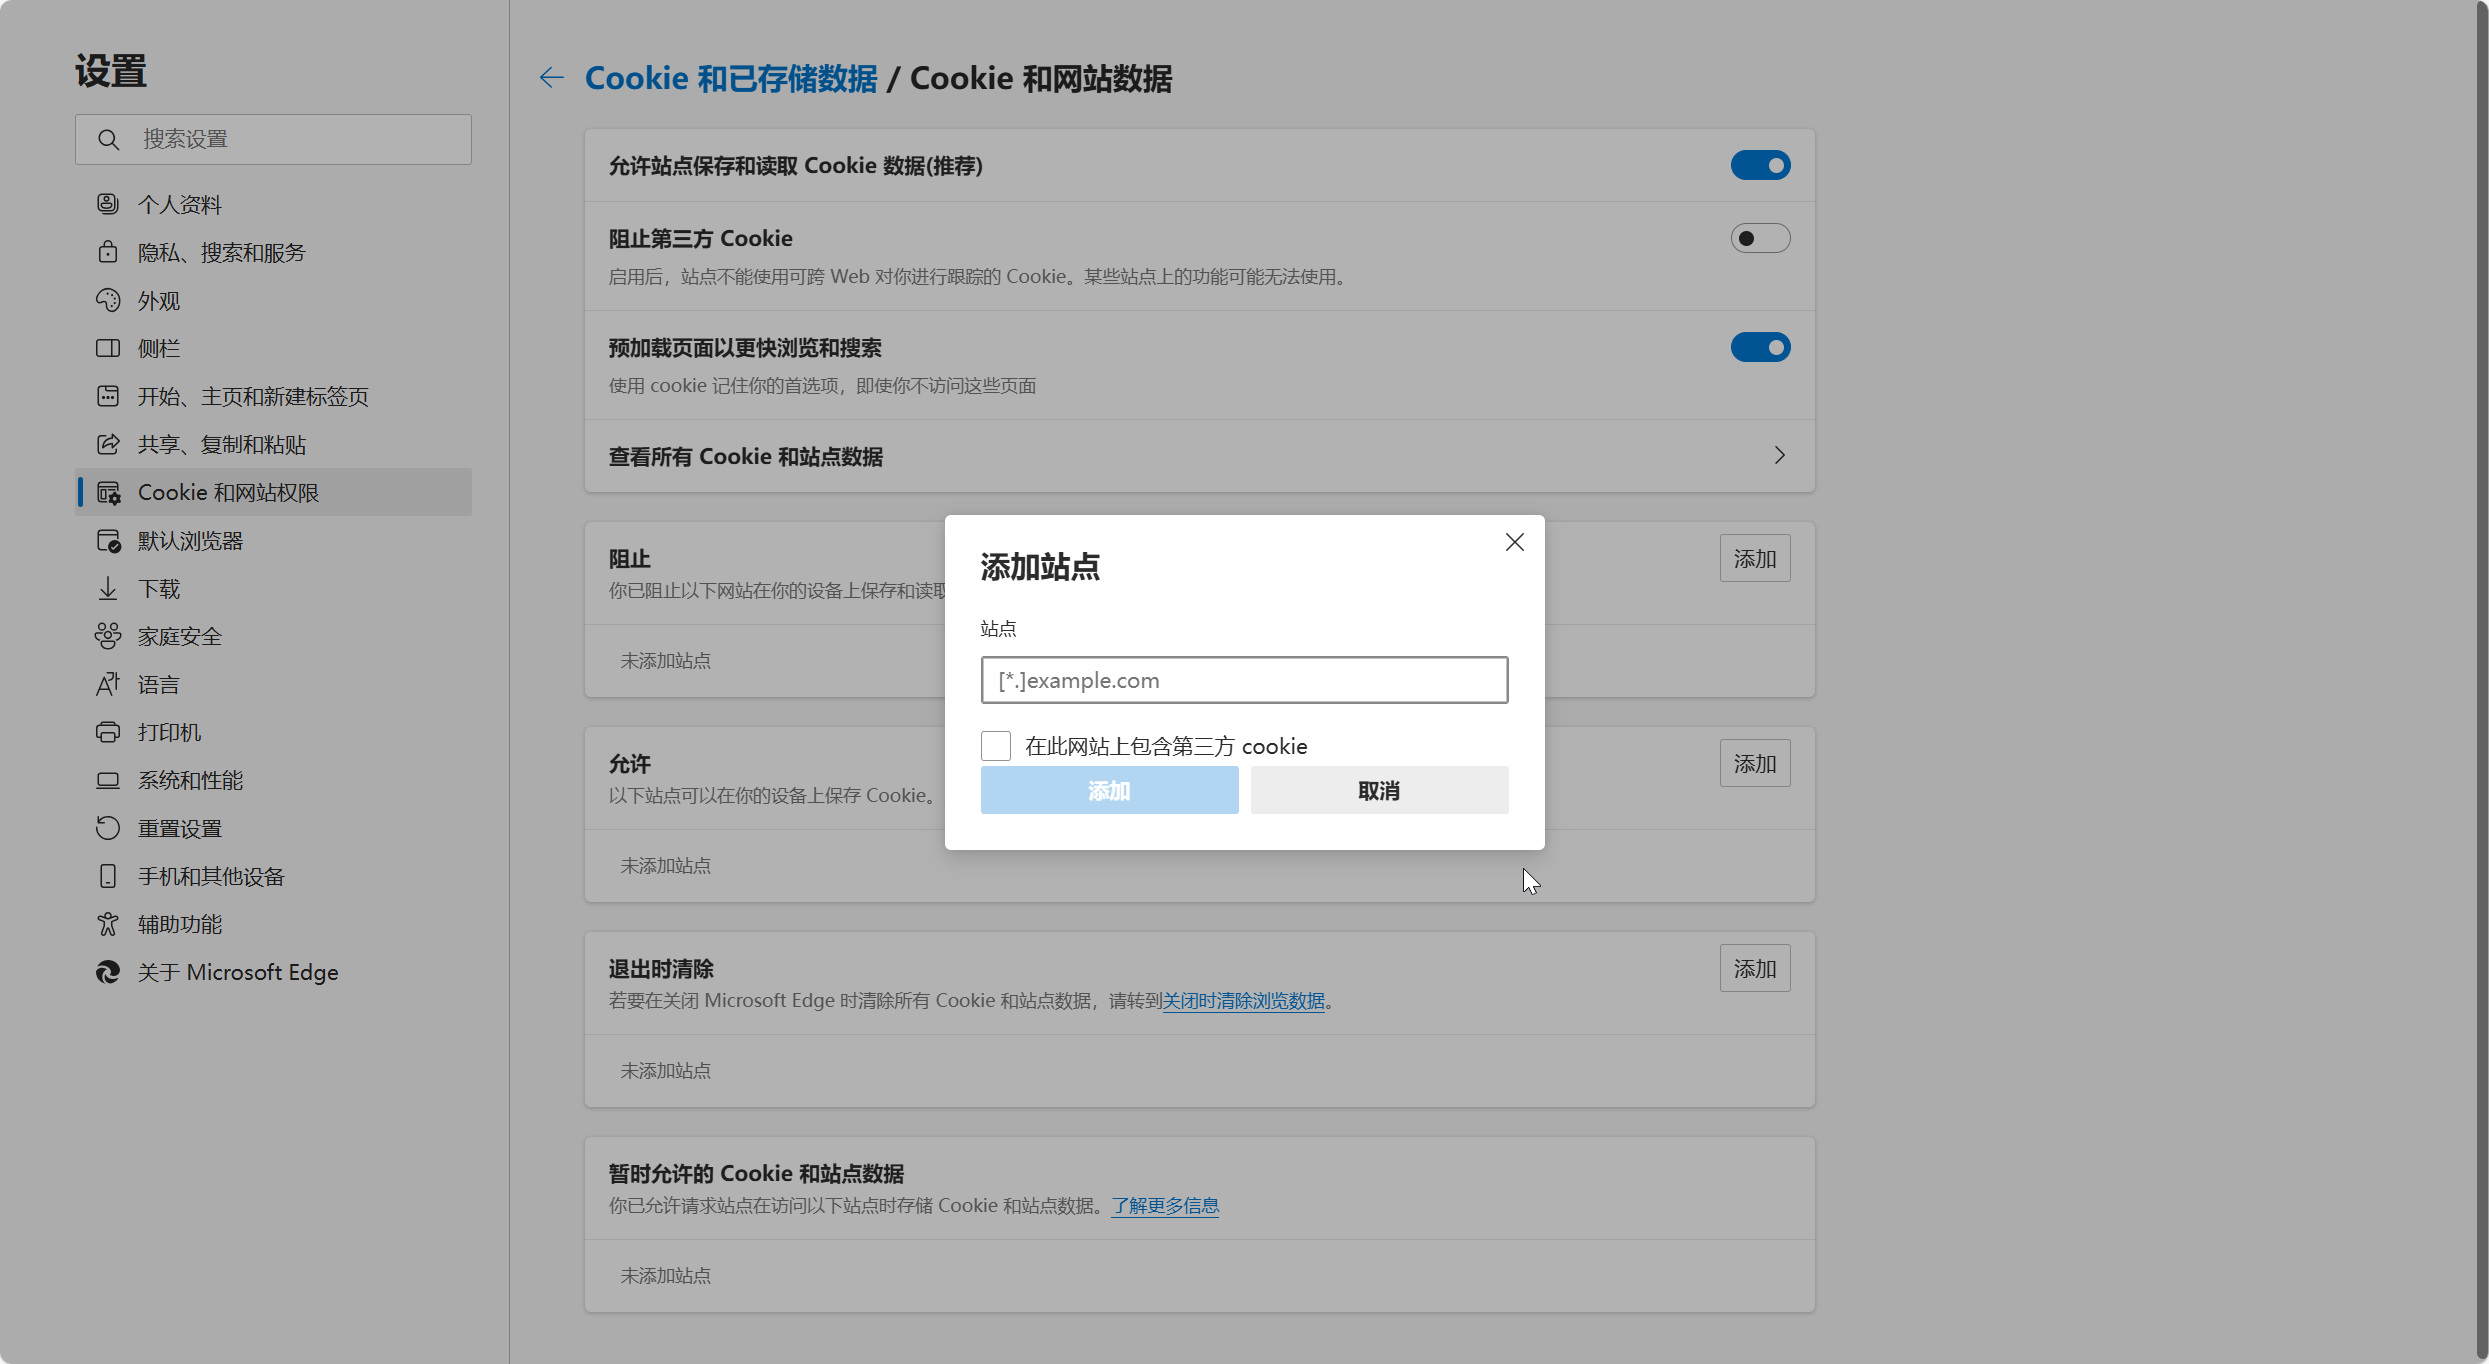 设置
搜索设置
个人资料
隐私、搜索和服务
外观
侧栏
开始、主页和新建标签页
共享、复制和粘贴
Cookie 和网站权限
默认浏览器
下载
家庭安全
语言
打印机
系统和性能
重置设置
手机和其他设备
辅助功能
关于 Microsoft Edge
Cookie 和已存储数据 / Cookie 和网站数据
允许站点保存和读取 Cookie 数据(推荐)
阻止第三方 Cookie
启用后，站点不能使用可跨 Web 对你进行跟踪的 Cookie。某些站点上的功能可能无法使用。
预加载页面以更快浏览和搜索
使用 cookie 记住你的首选项，即使你不访问这些页面
查看所有 Cookie 和站点数据
阻止
添加
你已阻止以下网站在你的设备上保存和读取
未添加站点
添加站点
站点
[*.]example.com
在此网站上包含第三方 cookie
添加
取消
允许
添加
以下站点可以在你的设备上保存 Cookie。
未添加站点
退出时清除
添加
若要在关闭 Microsoft Edge 时清除所有 Cookie 和站点数据，请转到关闭时清除浏览数据。
未添加站点
暂时允许的 Cookie 和站点数据
你已允许请求站点在访问以下站点时存储 Cookie 和站点数据。了解更多信息
未添加站点